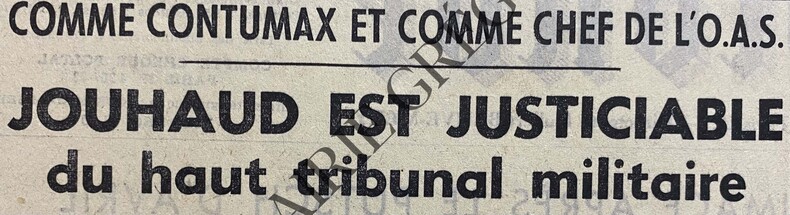 COMME CONTUMAX ET COMME CHEF DE L'O.A.S.
JOUHAUD EST JUSTICIABLE
du haut tribunal militaire